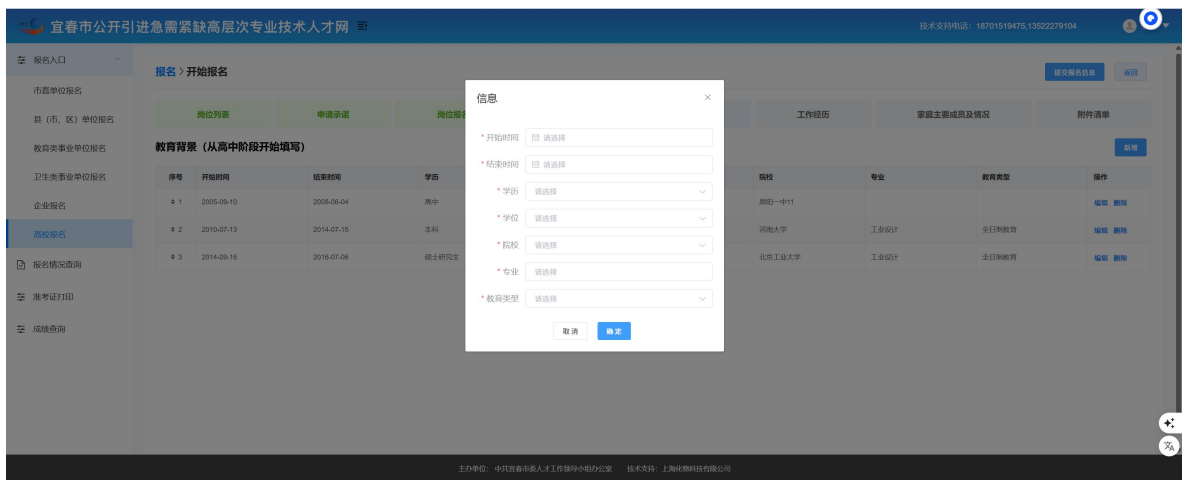 宜春市公开引进急需紧缺高层次专业技术人才网
技术支持电话：18701519475,13522279104
报名入口
市直单位报名
县（市、区）单位报名
教育类事业单位报名
卫生类事业单位报名
企业报名
高校报名
报名情况查询
准考证打印
成绩查询
报名 > 开始报名
提交报名信息 返回
岗位列表 申请承诺 岗位报名 工作经历 家庭主要成员及情况 附件清单
教育背景（从高中阶段开始填写） 新增
序号 开始时间 结束时间 学历 院校 专业 教育类型 操作
1 2005-09-10 2008-06-04 高中 一中11 编辑 删除
2 2010-07-13 2014-07-15 本科 河南大学 工业设计 全日制教育 编辑 删除
3 2014-09-16 2016-07-06 硕士研究生 北京工业大学 工业设计 全日制教育 编辑 删除
信息 ×
* 开始时间 请选择
* 结束时间 请选择
* 学历 请选择
* 学位 请选择
* 院校 请选择
* 专业 请选择
* 教育类型 请选择
取消 确定
主办单位：中共宜春市委人才工作领导小组办公室 技术支持：上海化物科技有限公司